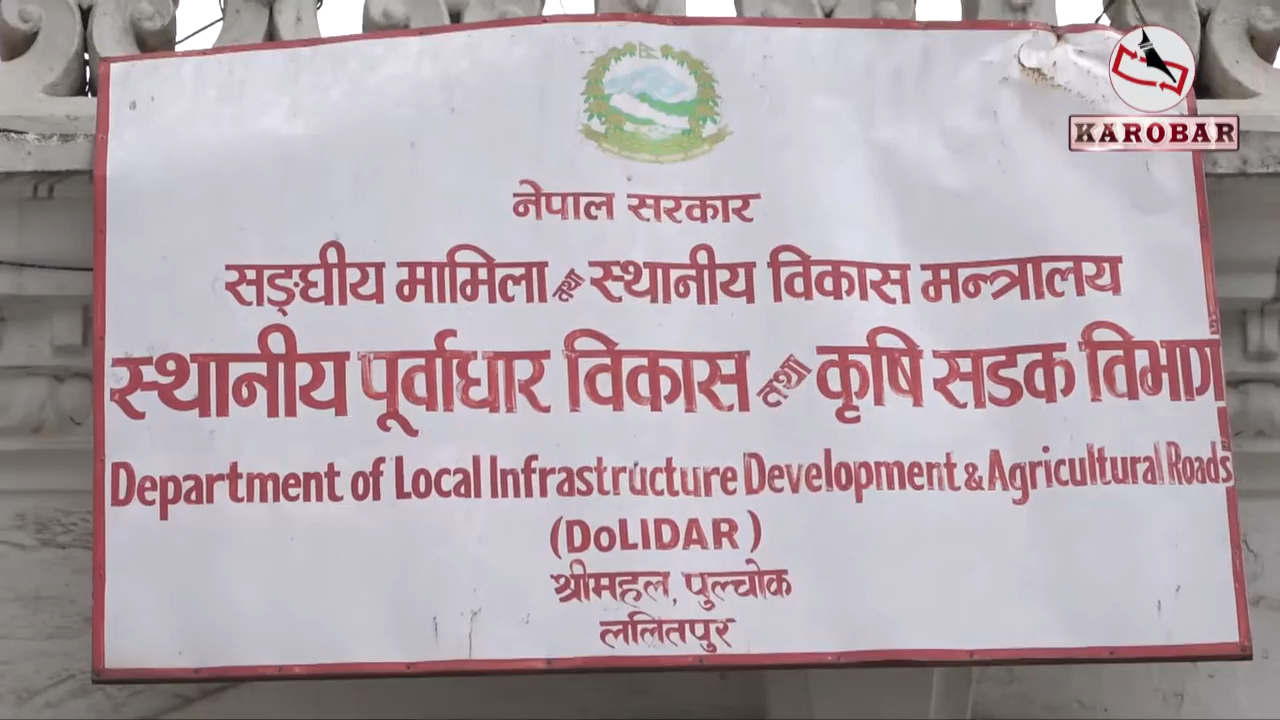 KAROBAR
नेपाल सरकार
सङ्घीय मामिला तथा स्थानीय विकास मन्त्रालय
स्थानीय पूर्वाधार विकास तथा कृषि सडक विभाग
Department of Local Infrastructure Development & Agricultural Roads
(DoLIDAR)
श्रीमहल, पुल्चोक
ललितपुर